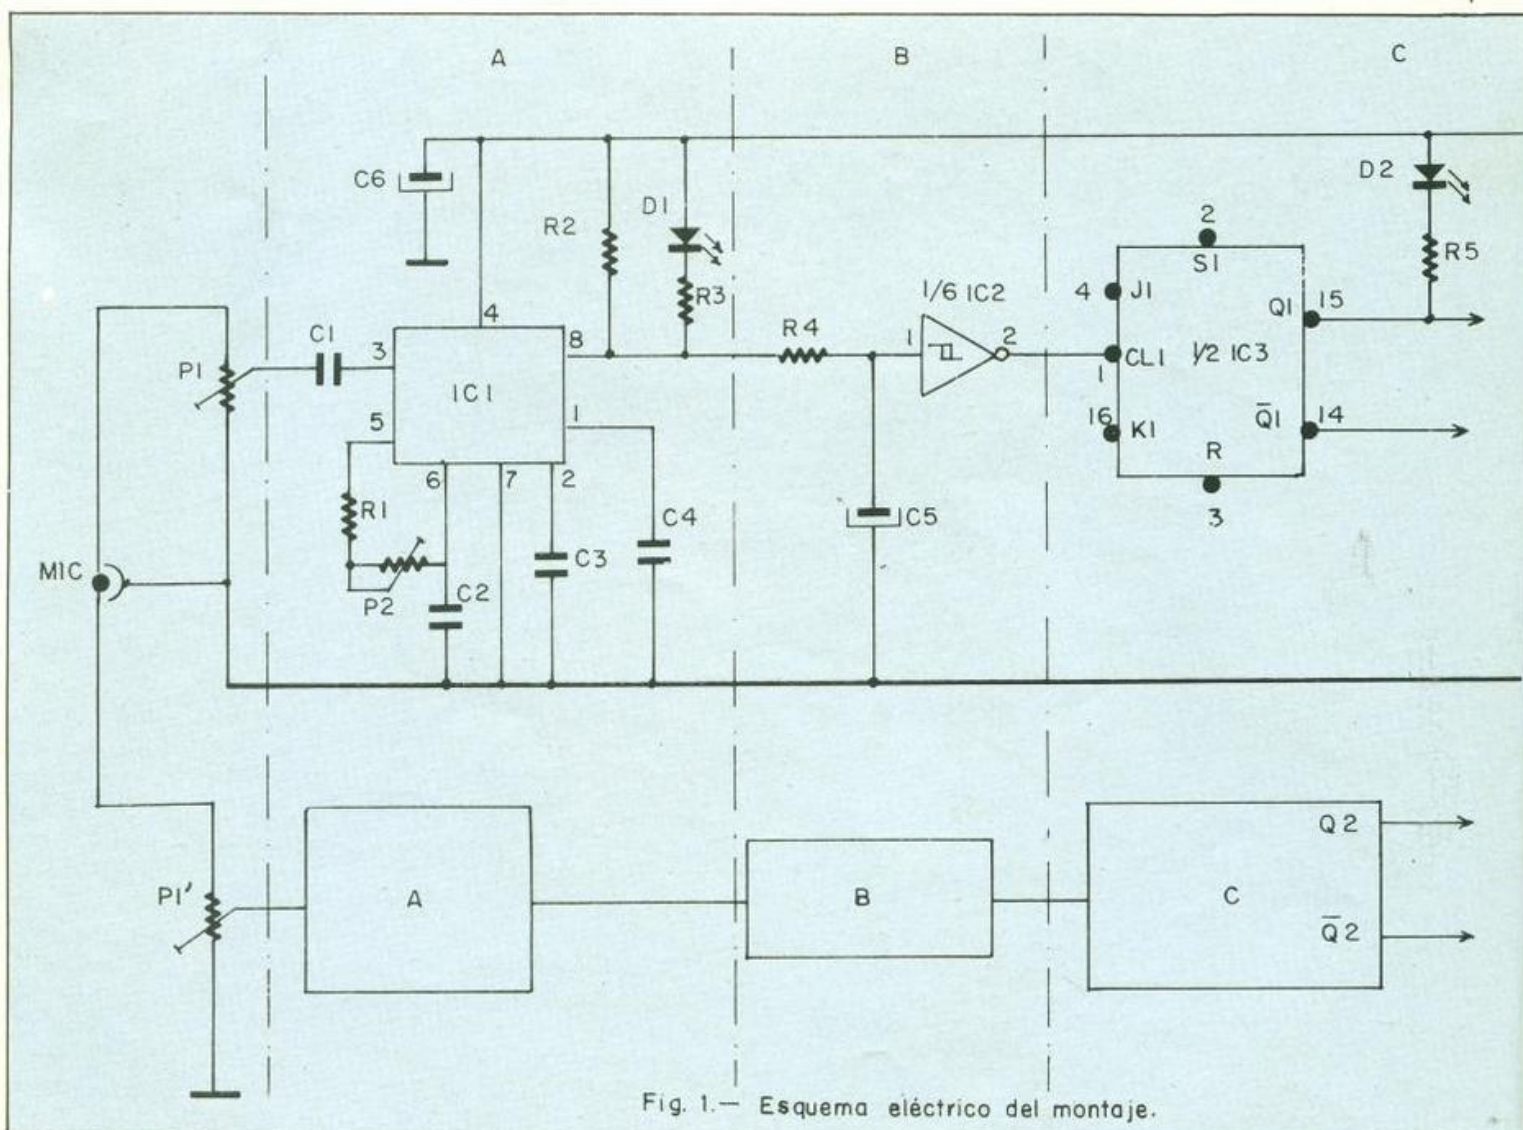 A
B
C
C6
R2
D1
R3
D2
R5
1/6 IC2
2
S1
4
J1
Q1
15
P1
C1
3
4
8
R4
1
2
CL1
1
1/2 IC3
IC1
5
1
16
K1
Q̅1
14
R
3
6
7
2
R1
C4
C5
C3
MIC
P2
C2
P1'
A
B
C
Q2
Q̅2
Fig. 1.— Esquema eléctrico del montaje.